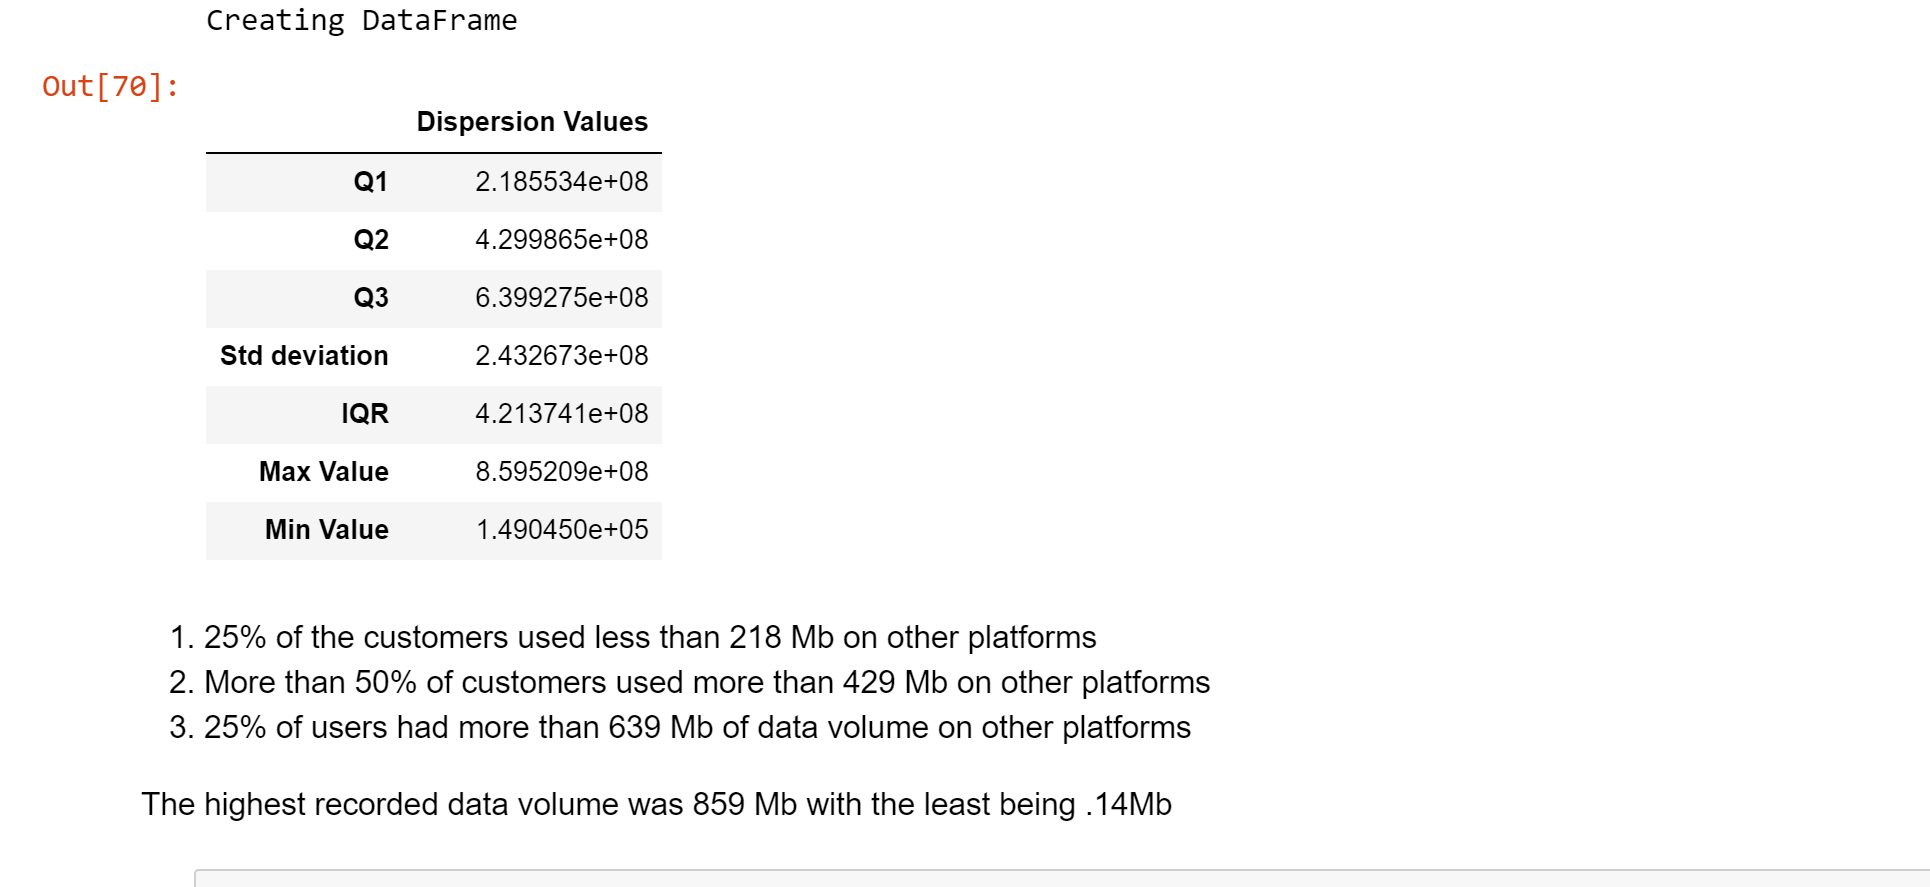 Creating DataFrame
Out[70]:
Dispersion Values
Q1 2.185534e+08
Q2 4.299865e+08
Q3 6.399275e+08
Std deviation 2.432673e+08
IQR 4.213741e+08
Max Value 8.595209e+08
Min Value 1.490450e+05
1. 25% of the customers used less than 218 Mb on other platforms
2. More than 50% of customers used more than 429 Mb on other platforms
3. 25% of users had more than 639 Mb of data volume on other platforms
The highest recorded data volume was 859 Mb with the least being .14Mb